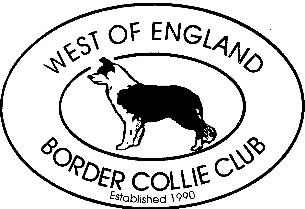 WEST OF ENGLAND
BORDER COLLIE CLUB
Established 1990